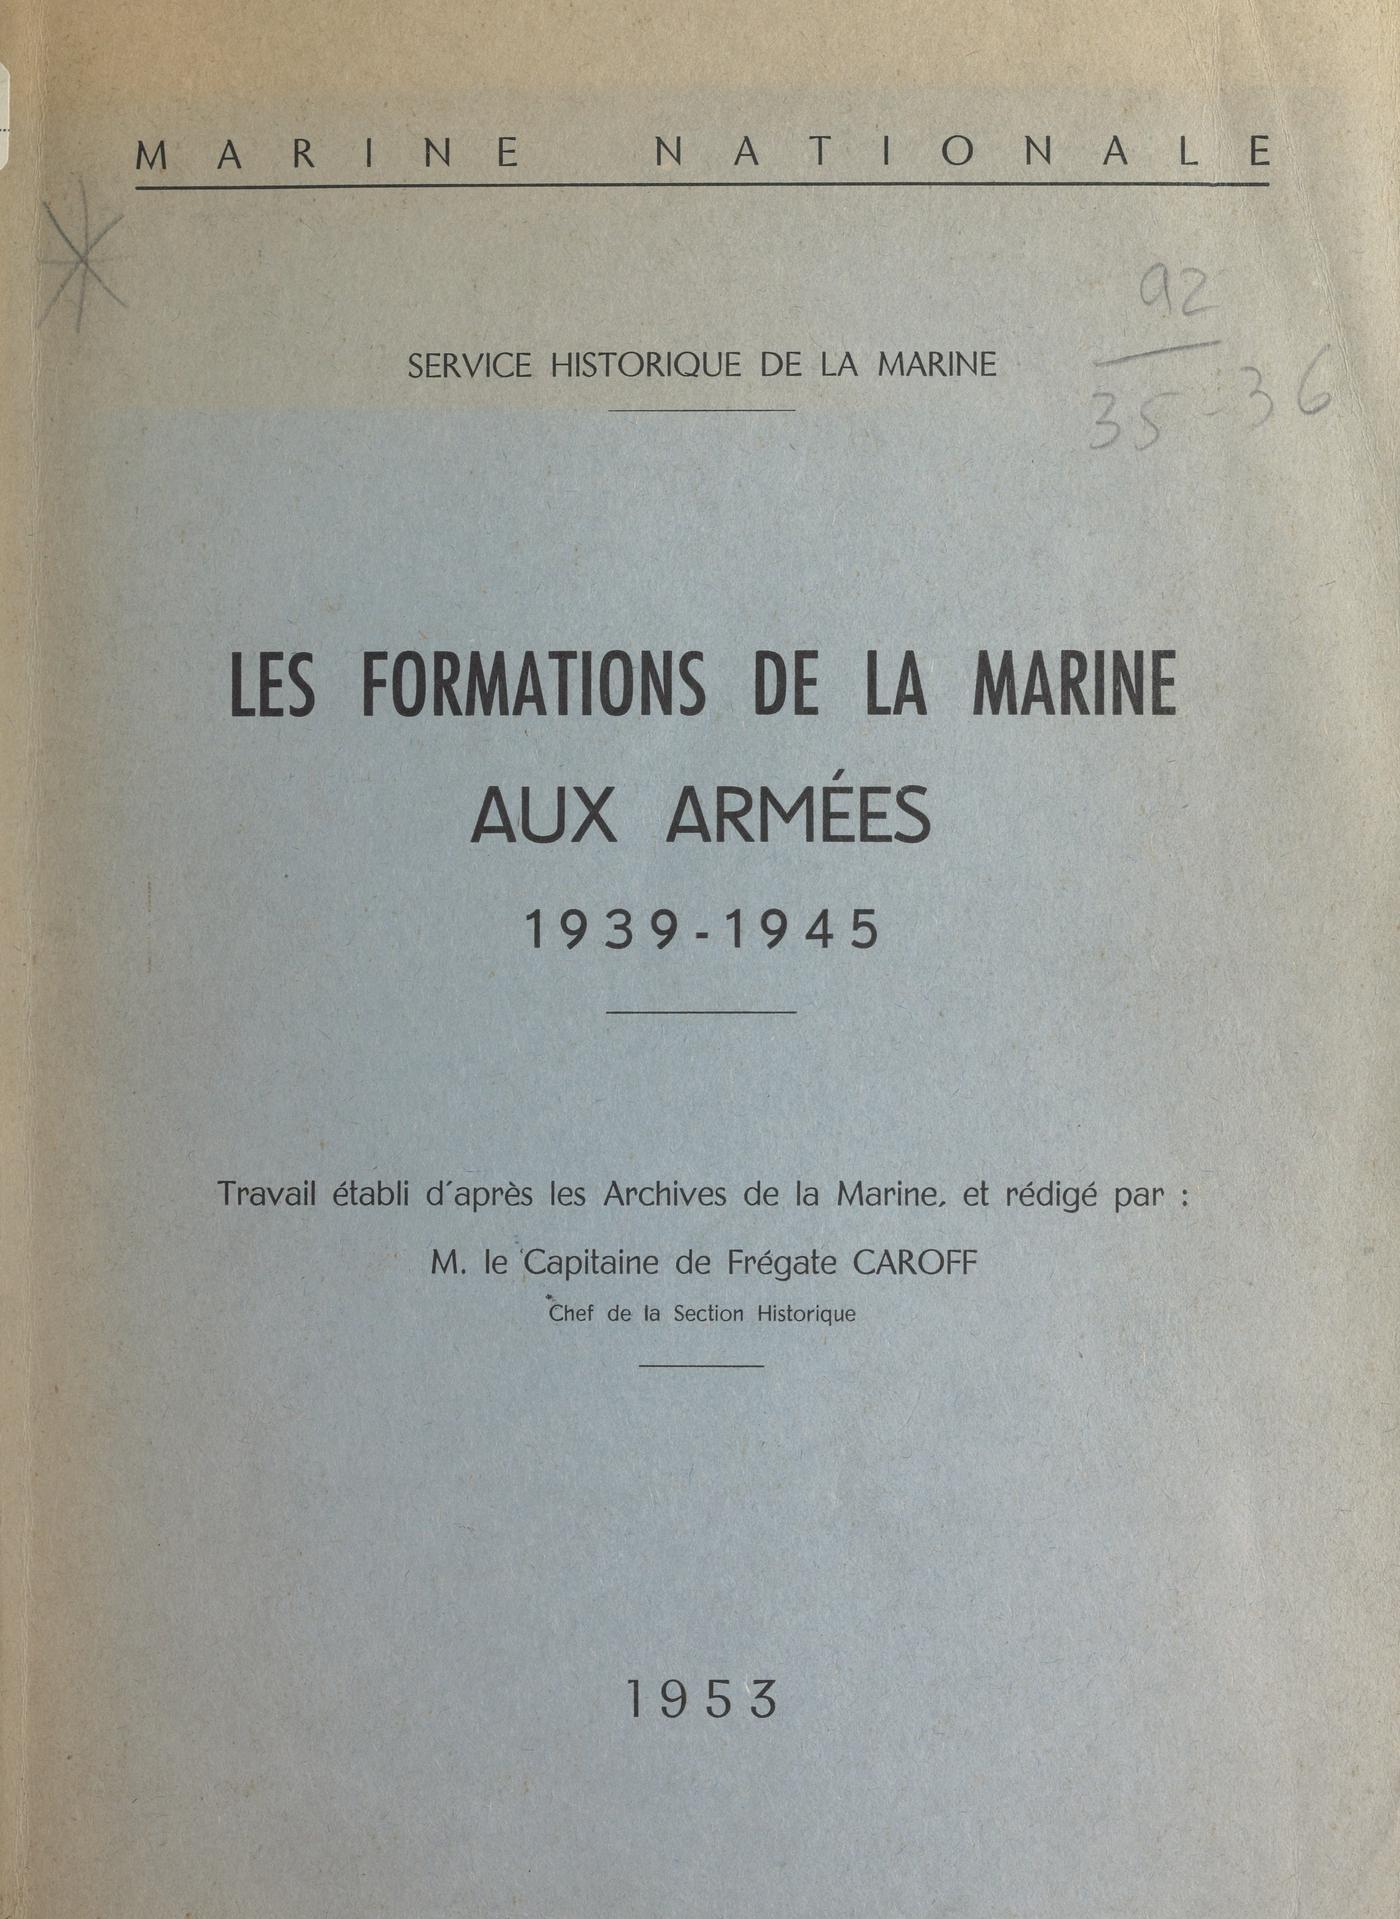 MARINE NATIONALE
92
SERVICE HISTORIQUE DE LA MARINE
35-36
LES FORMATIONS DE LA MARINE
AUX ARMÉES
1939-1945
Travail établi d'après les Archives de la Marine, et rédigé par :
M. le Capitaine de Frégate CAROFF
Chef de la Section Historique
1953